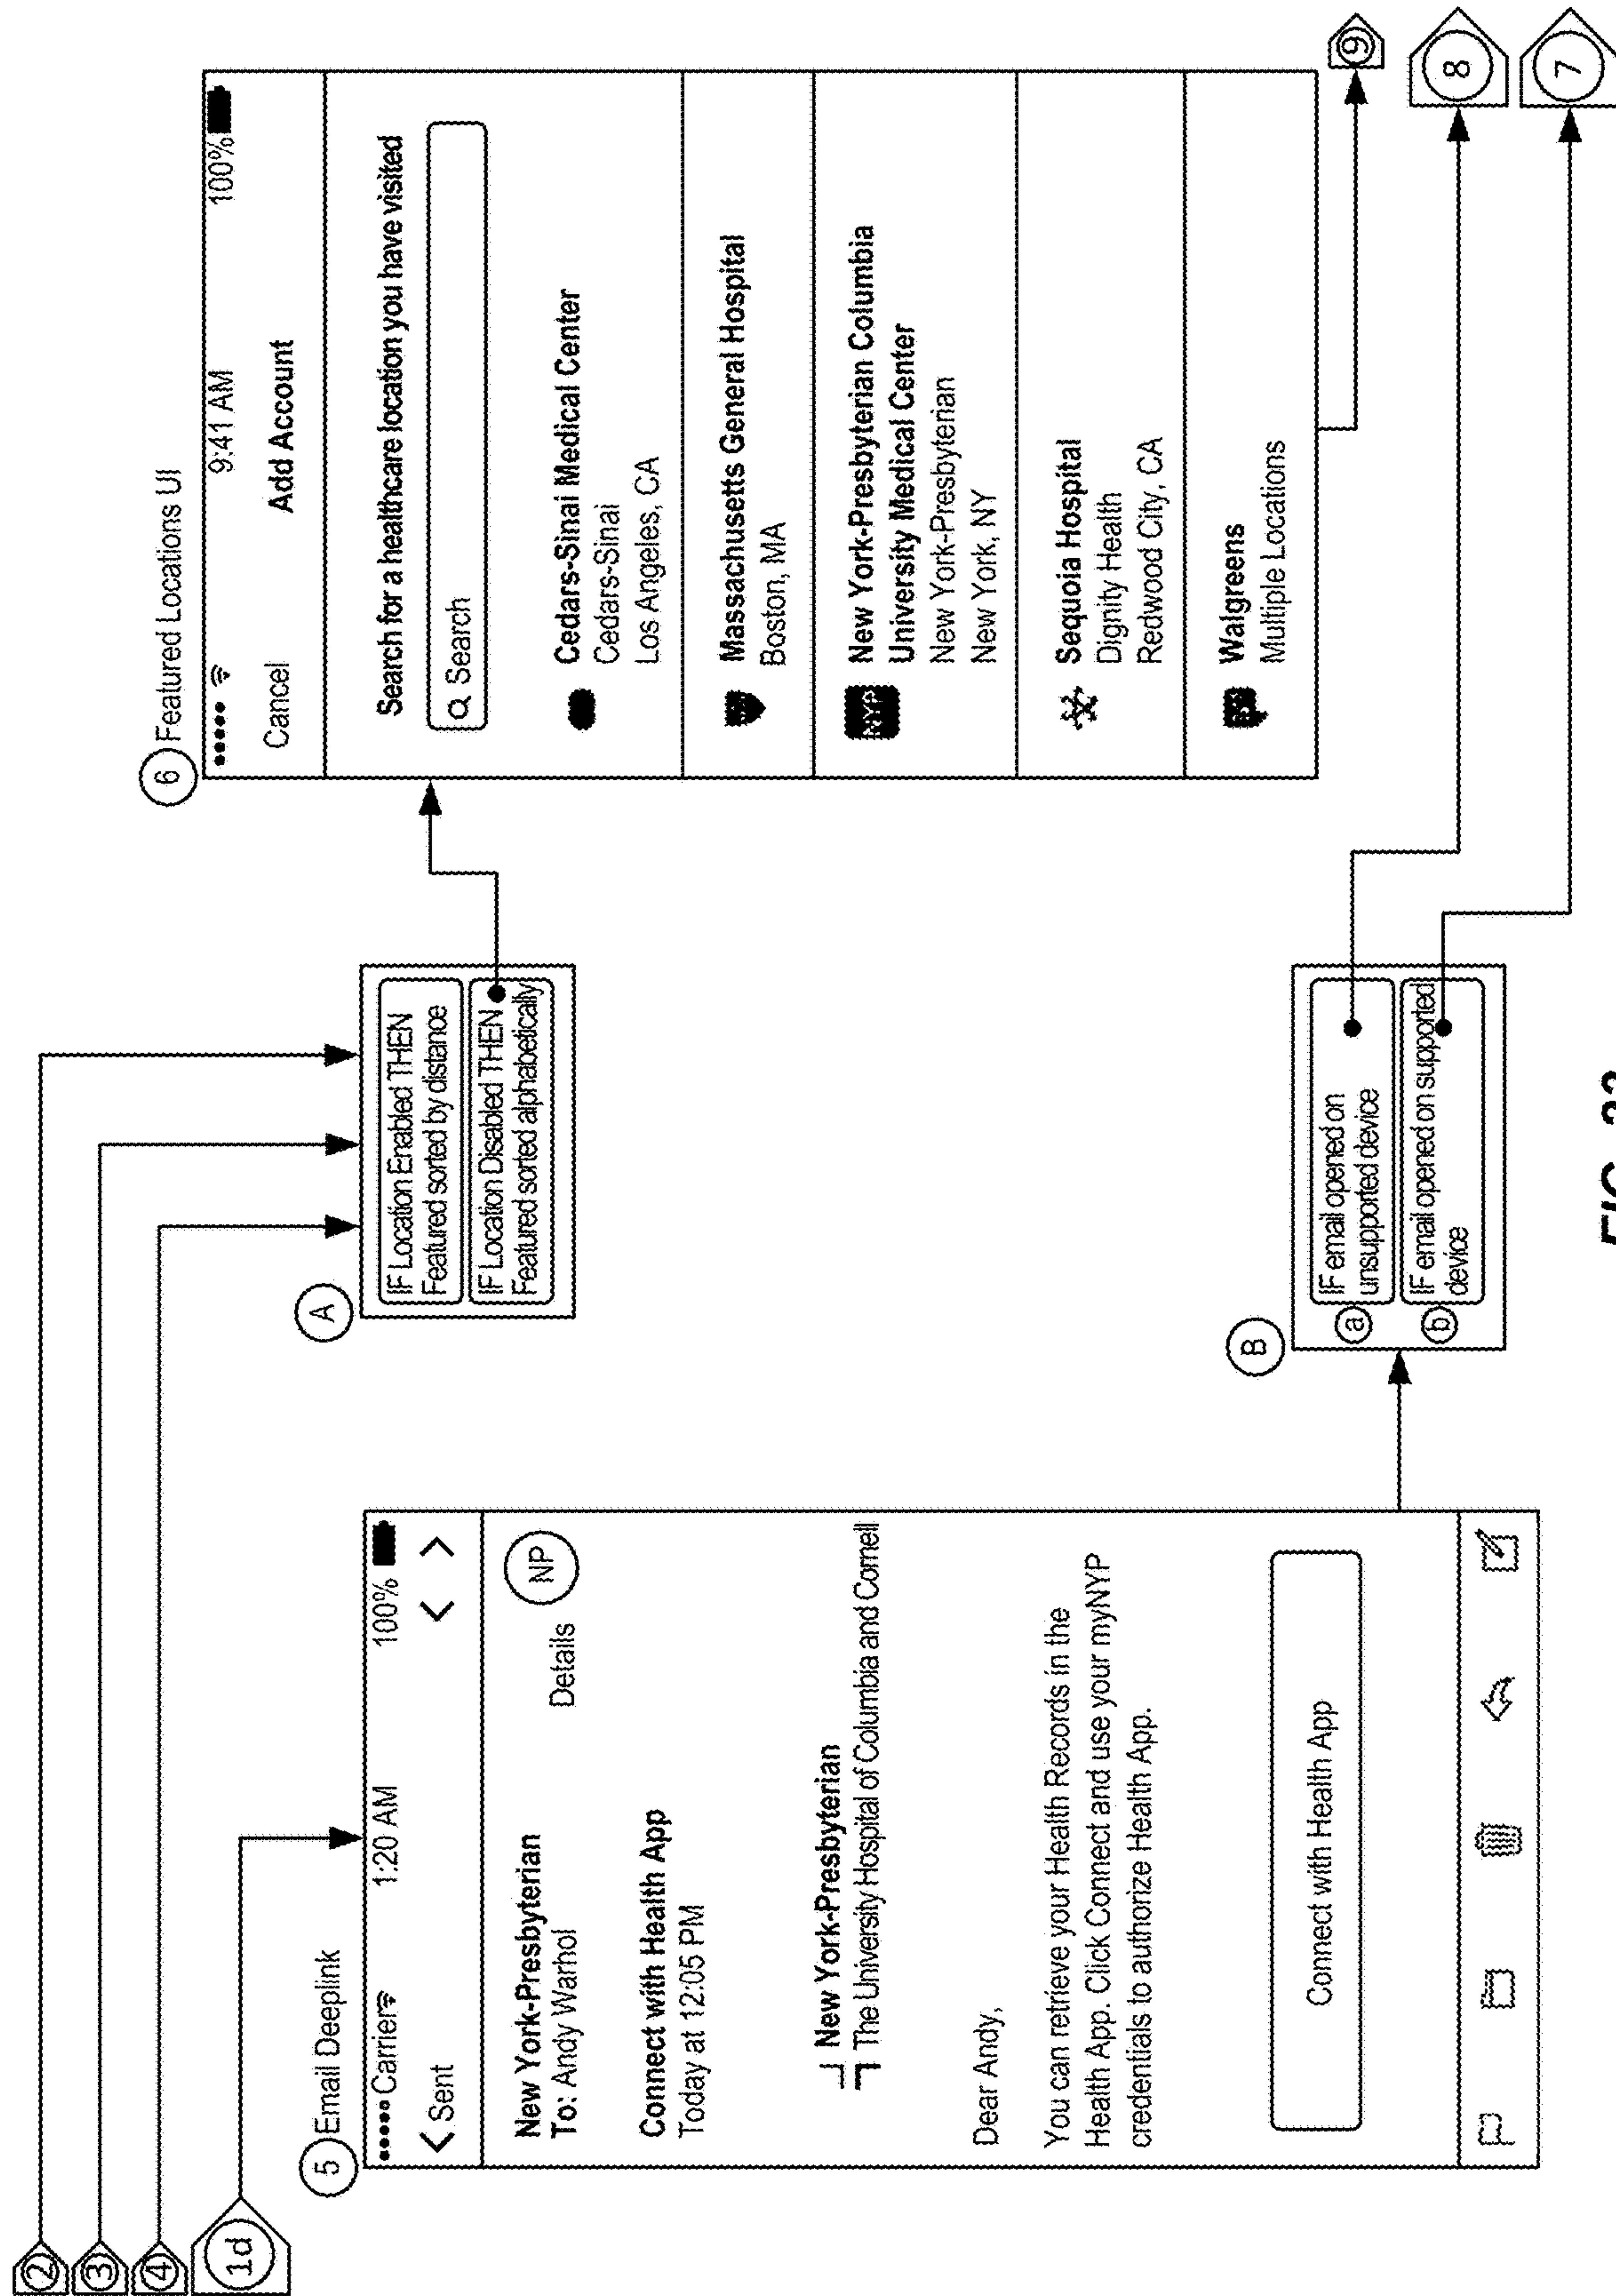 2
3
4
1d
5 Email Deeplink
Carrier 1:20 AM 100%
Sent
New York-Presbyterian
To: Andy Warhol
Details
NP
Connect with Health App
Today at 12:05 PM
New York-Presbyterian
The University Hospital of Columbia and Cornell
Dear Andy,
You can retrieve your Health Records in the
Health App. Click Connect and use your myNYP
credentials to authorize Health App.
Connect with Health App
A
IF Location Enabled THEN
Featured sorted by distance
IF Location Disabled THEN
Featured sorted alphabetically
B
a
IF email opened on
unsupported device
b
IF email opened on supported
device
6 Featured Locations UI
9:41 AM 100%
Cancel Add Account
Search for a healthcare location you have visited
Search
Cedars-Sinai Medical Center
Cedars-Sinai
Los Angeles, CA
Massachusetts General Hospital
Boston, MA
NYP
New York-Presbyterian Columbia
University Medical Center
New York-Presbyterian
New York, NY
Sequoia Hospital
Dignity Health
Redwood City, CA
Walgreens
Multiple Locations
9
8
7
FIG.